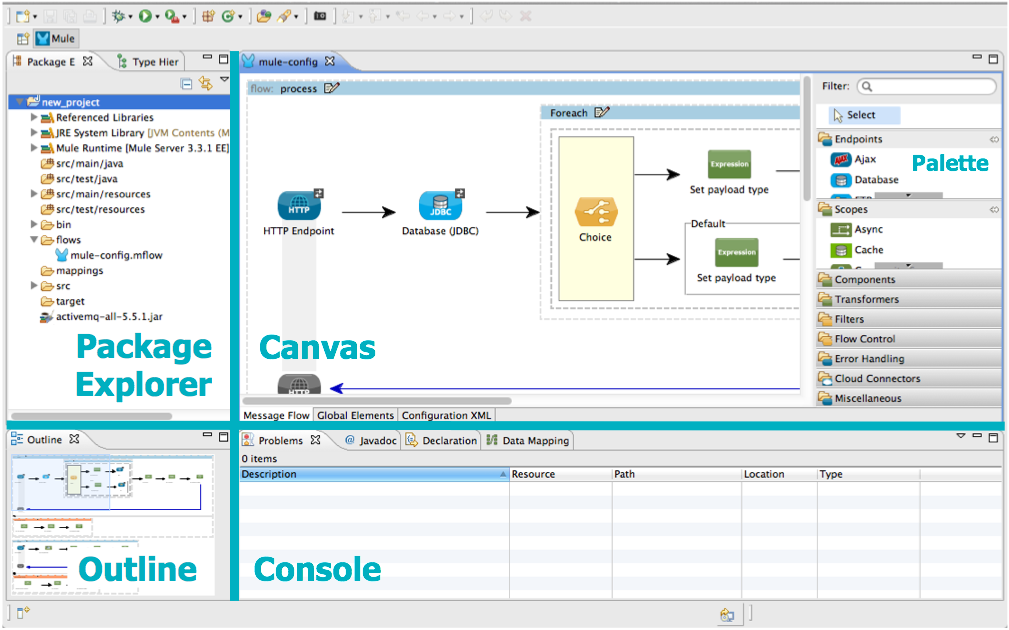 Mule
Package E
Type Hier
new_project
Referenced Libraries
JRE System Library [JVM Contents (M
Mule Runtime [Mule Server 3.3.1 EE]
src/main/java
src/test/java
src/main/resources
src/test/resources
bin
flows
mule-config.mflow
mappings
src
target
activemq-all-5.5.1.jar
Package
Explorer
mule-config
flow: process
Foreach
HTTP
HTTP Endpoint
JDBC
Database (JDBC)
Choice
Expression
Set payload type
Default
Expression
Set payload type
HTTP
Canvas
Message Flow
Global Elements
Configuration XML
Filter:
Select
Endpoints
Ajax
Database
Palette
Scopes
Async
Cache
Components
Transformers
Filters
Flow Control
Error Handling
Cloud Connectors
Miscellaneous
Outline
Outline
Problems
@ Javadoc
Declaration
Data Mapping
0 items
Description
Resource
Path
Location
Type
Console